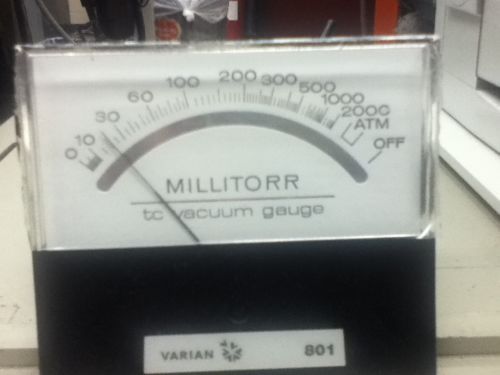 0 10 30 60 100 200 300 500 1000 2000 ATM OFF
MILLITORR
tc vacuum gauge
VARIAN 801